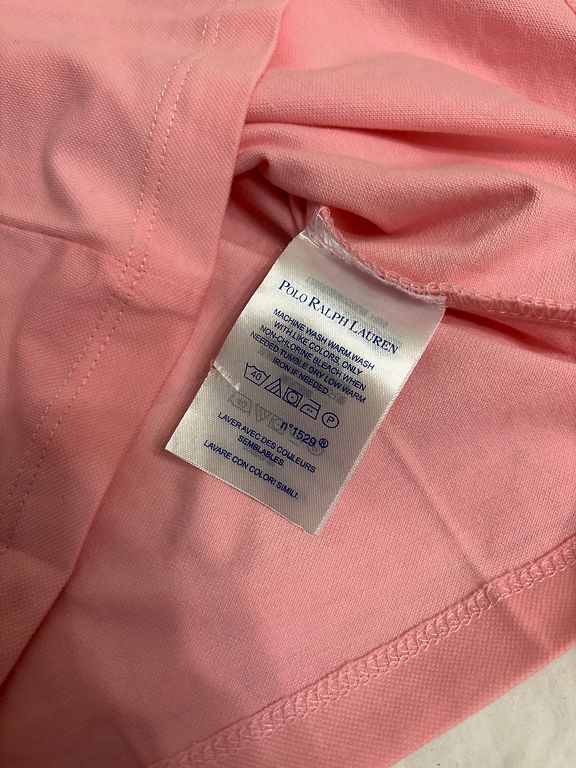 POLO RALPH LAUREN
MACHINE WASH WARM WASH
WITH LIKE COLORS, ONLY
NON-CHLORINE BLEACH WHEN
NEEDED TUMBLE DRY LOW WARM
IRON IF NEEDED
40 P
n°1529 ®
LAVER AVEC DES COULEURS
SEMBLABLES.
LAVARE CON COLORI SIMILI.